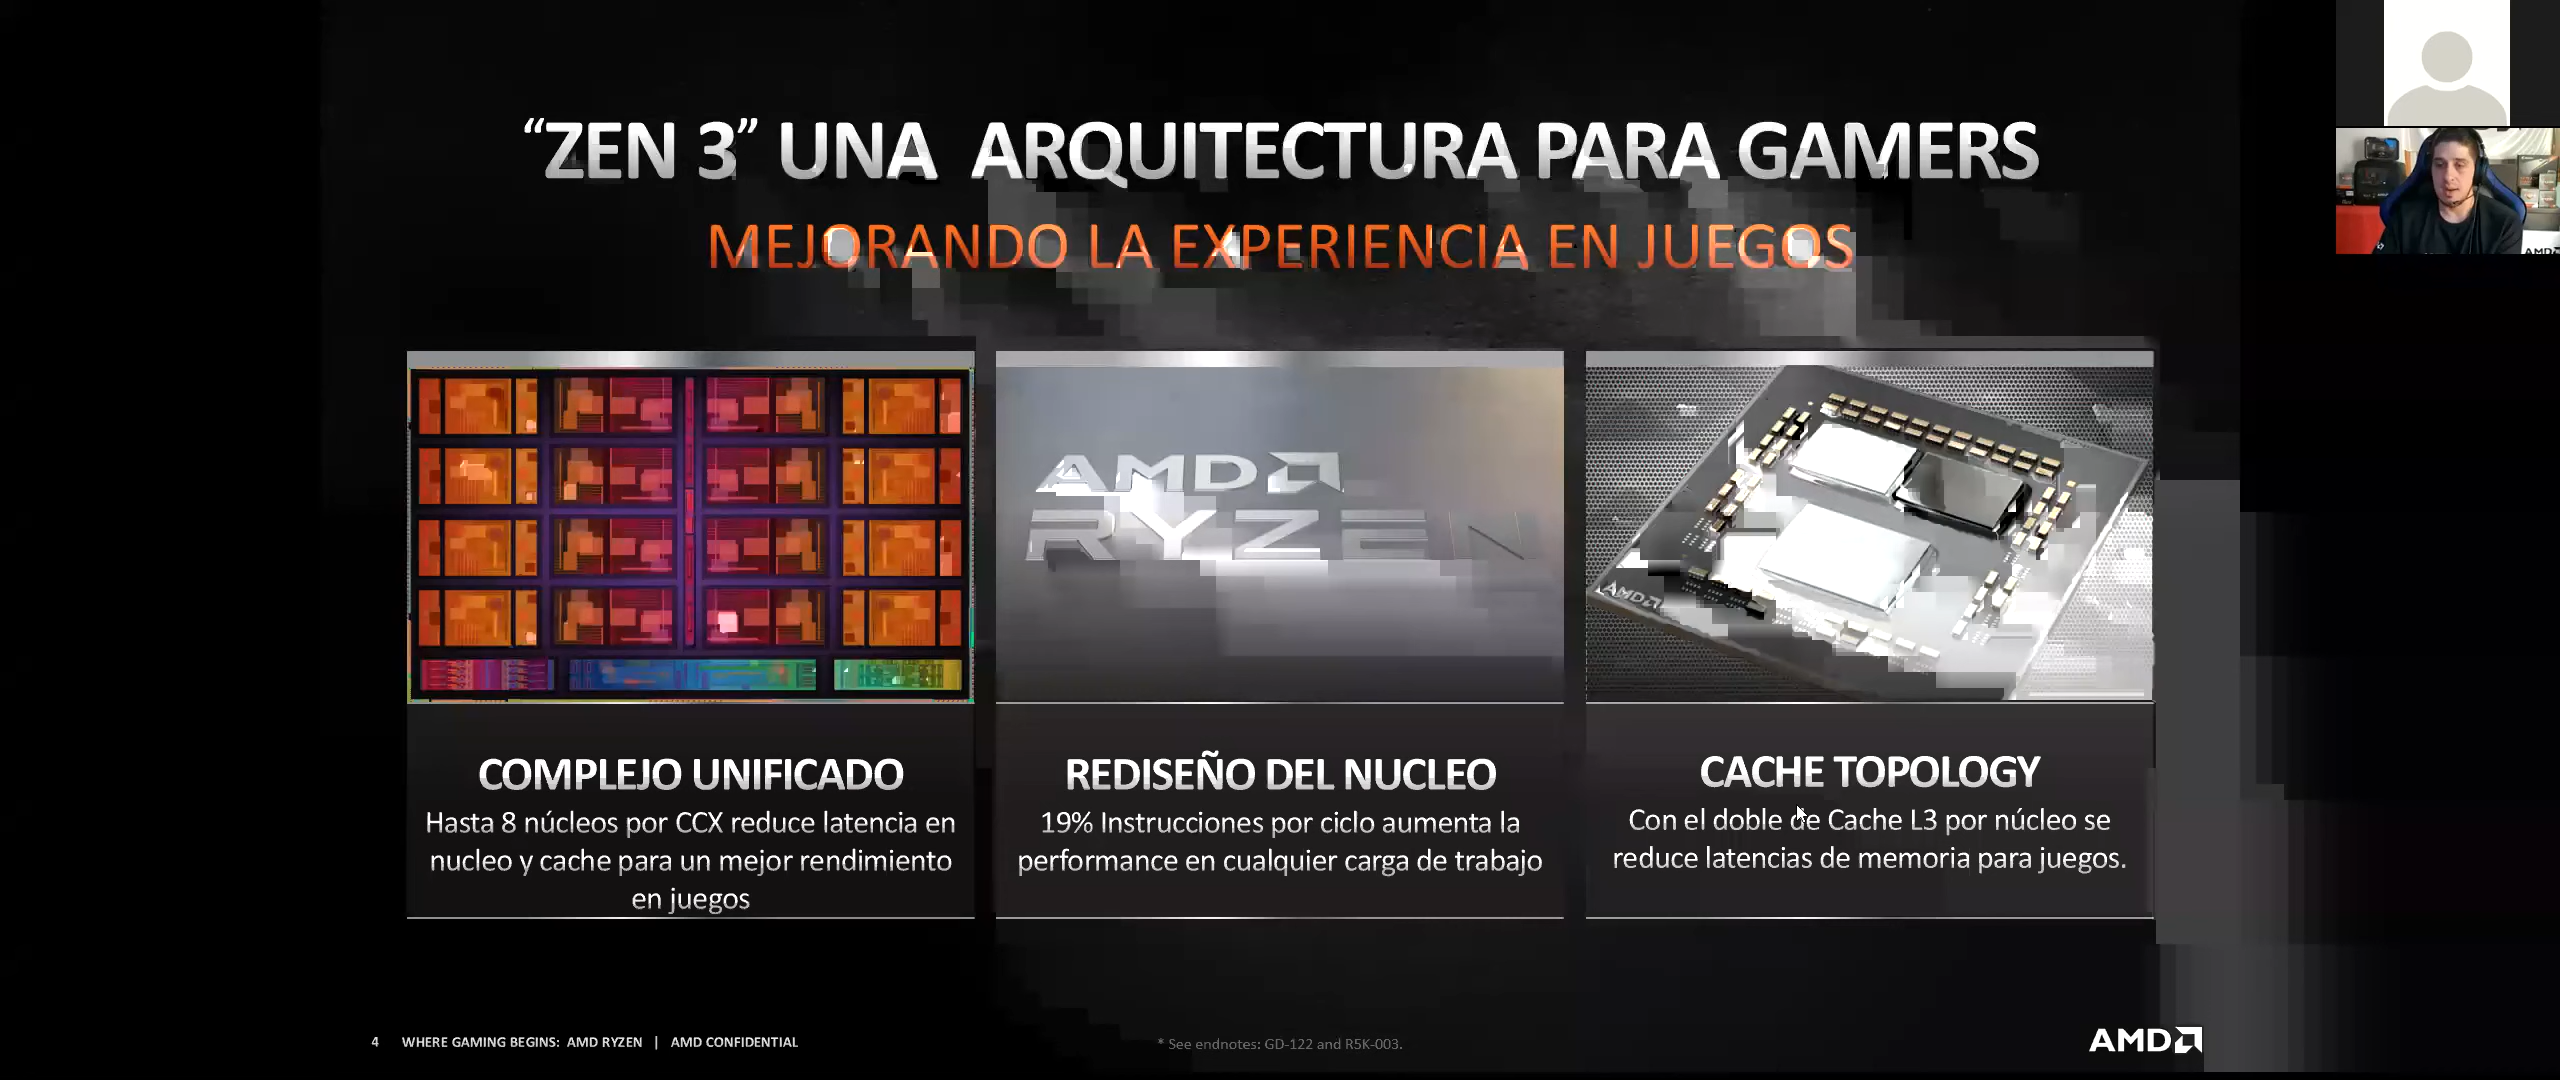 “ZEN 3” UNA ARQUITECTURA PARA GAMERS
MEJORANDO LA EXPERIENCIA EN JUEGOS
AMD
RYZEN
AMD
COMPLEJO UNIFICADO
Hasta 8 núcleos por CCX reduce latencia en
nucleo y cache para un mejor rendimiento
en juegos
REDISEÑO DEL NUCLEO
19% Instrucciones por ciclo aumenta la
performance en cualquier carga de trabajo
CACHE TOPOLOGY
Con el doble de Cache L3 por núcleo se
reduce latencias de memoria para juegos.
4 WHERE GAMING BEGINS: AMD RYZEN | AMD CONFIDENTIAL
* See endnotes: GD-122 and R5K-003.
AMD